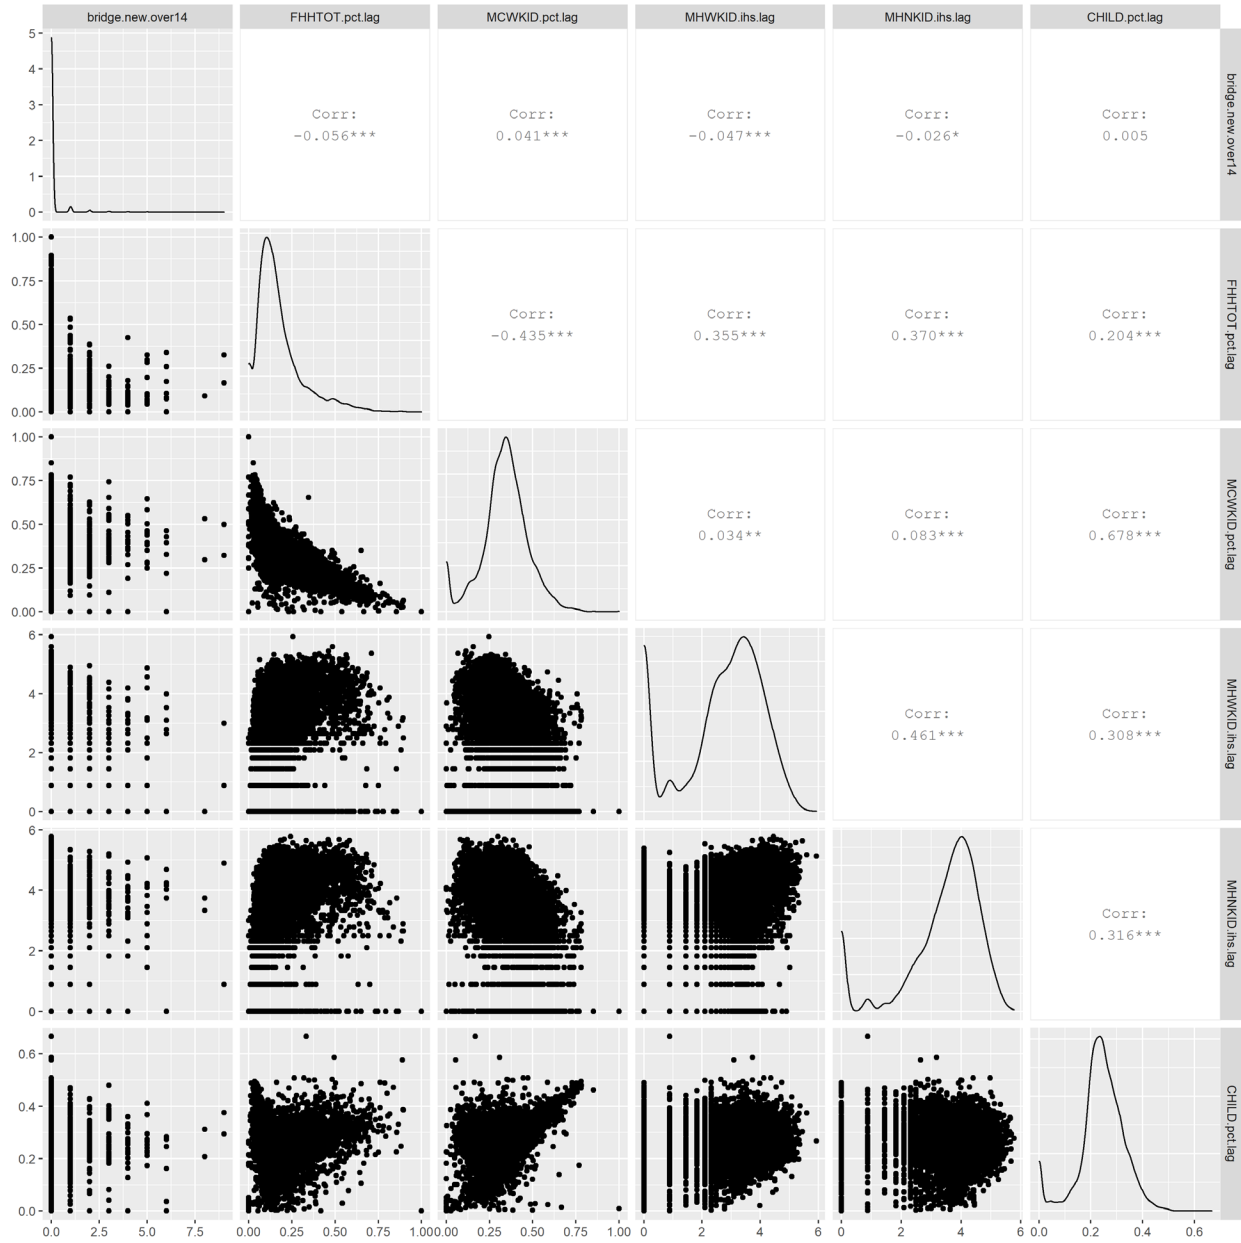 bridge.new.over14 FHHTOT.pct.lag MCWKID.pct.lag MHWKID.ihs.lag MHNKID.ihs.lag CHILD.pct.lag
5
4
3
2
1
0
Corr:
-0.056***
Corr:
0.041***
Corr:
-0.047***
Corr:
-0.026*
Corr:
0.005
bridge.new.over14
1.00
0.75
0.50
0.25
0.00
Corr:
-0.435***
Corr:
0.355***
Corr:
0.370***
Corr:
0.204***
FHHTOT.pct.lag
1.00
0.75
0.50
0.25
0.00
Corr:
0.034**
Corr:
0.083***
Corr:
0.678***
MCWKID.pct.lag
6
4
2
0
Corr:
0.461***
Corr:
0.308***
MHWKID.ihs.lag
6
4
2
0
Corr:
0.316***
MHNKID.ihs.lag
0.6
0.4
0.2
0.0
CHILD.pct.lag
0.0 2.5 5.0 7.5 0.00 0.25 0.50 0.75 1.00 0.00 0.25 0.50 0.75 1.00 0 2 4 6 0 2 4 6 0.0 0.2 0.4 0.6